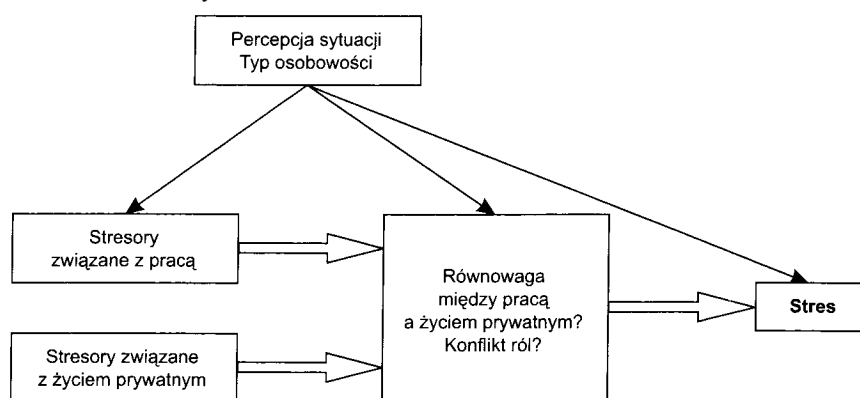 Percepcja sytuacji
Typ osobowości
Stresory
związane z pracą
Równowaga
między pracą
a życiem prywatnym?
Konflikt ról?
Stres
Stresory związane
z życiem prywatnym